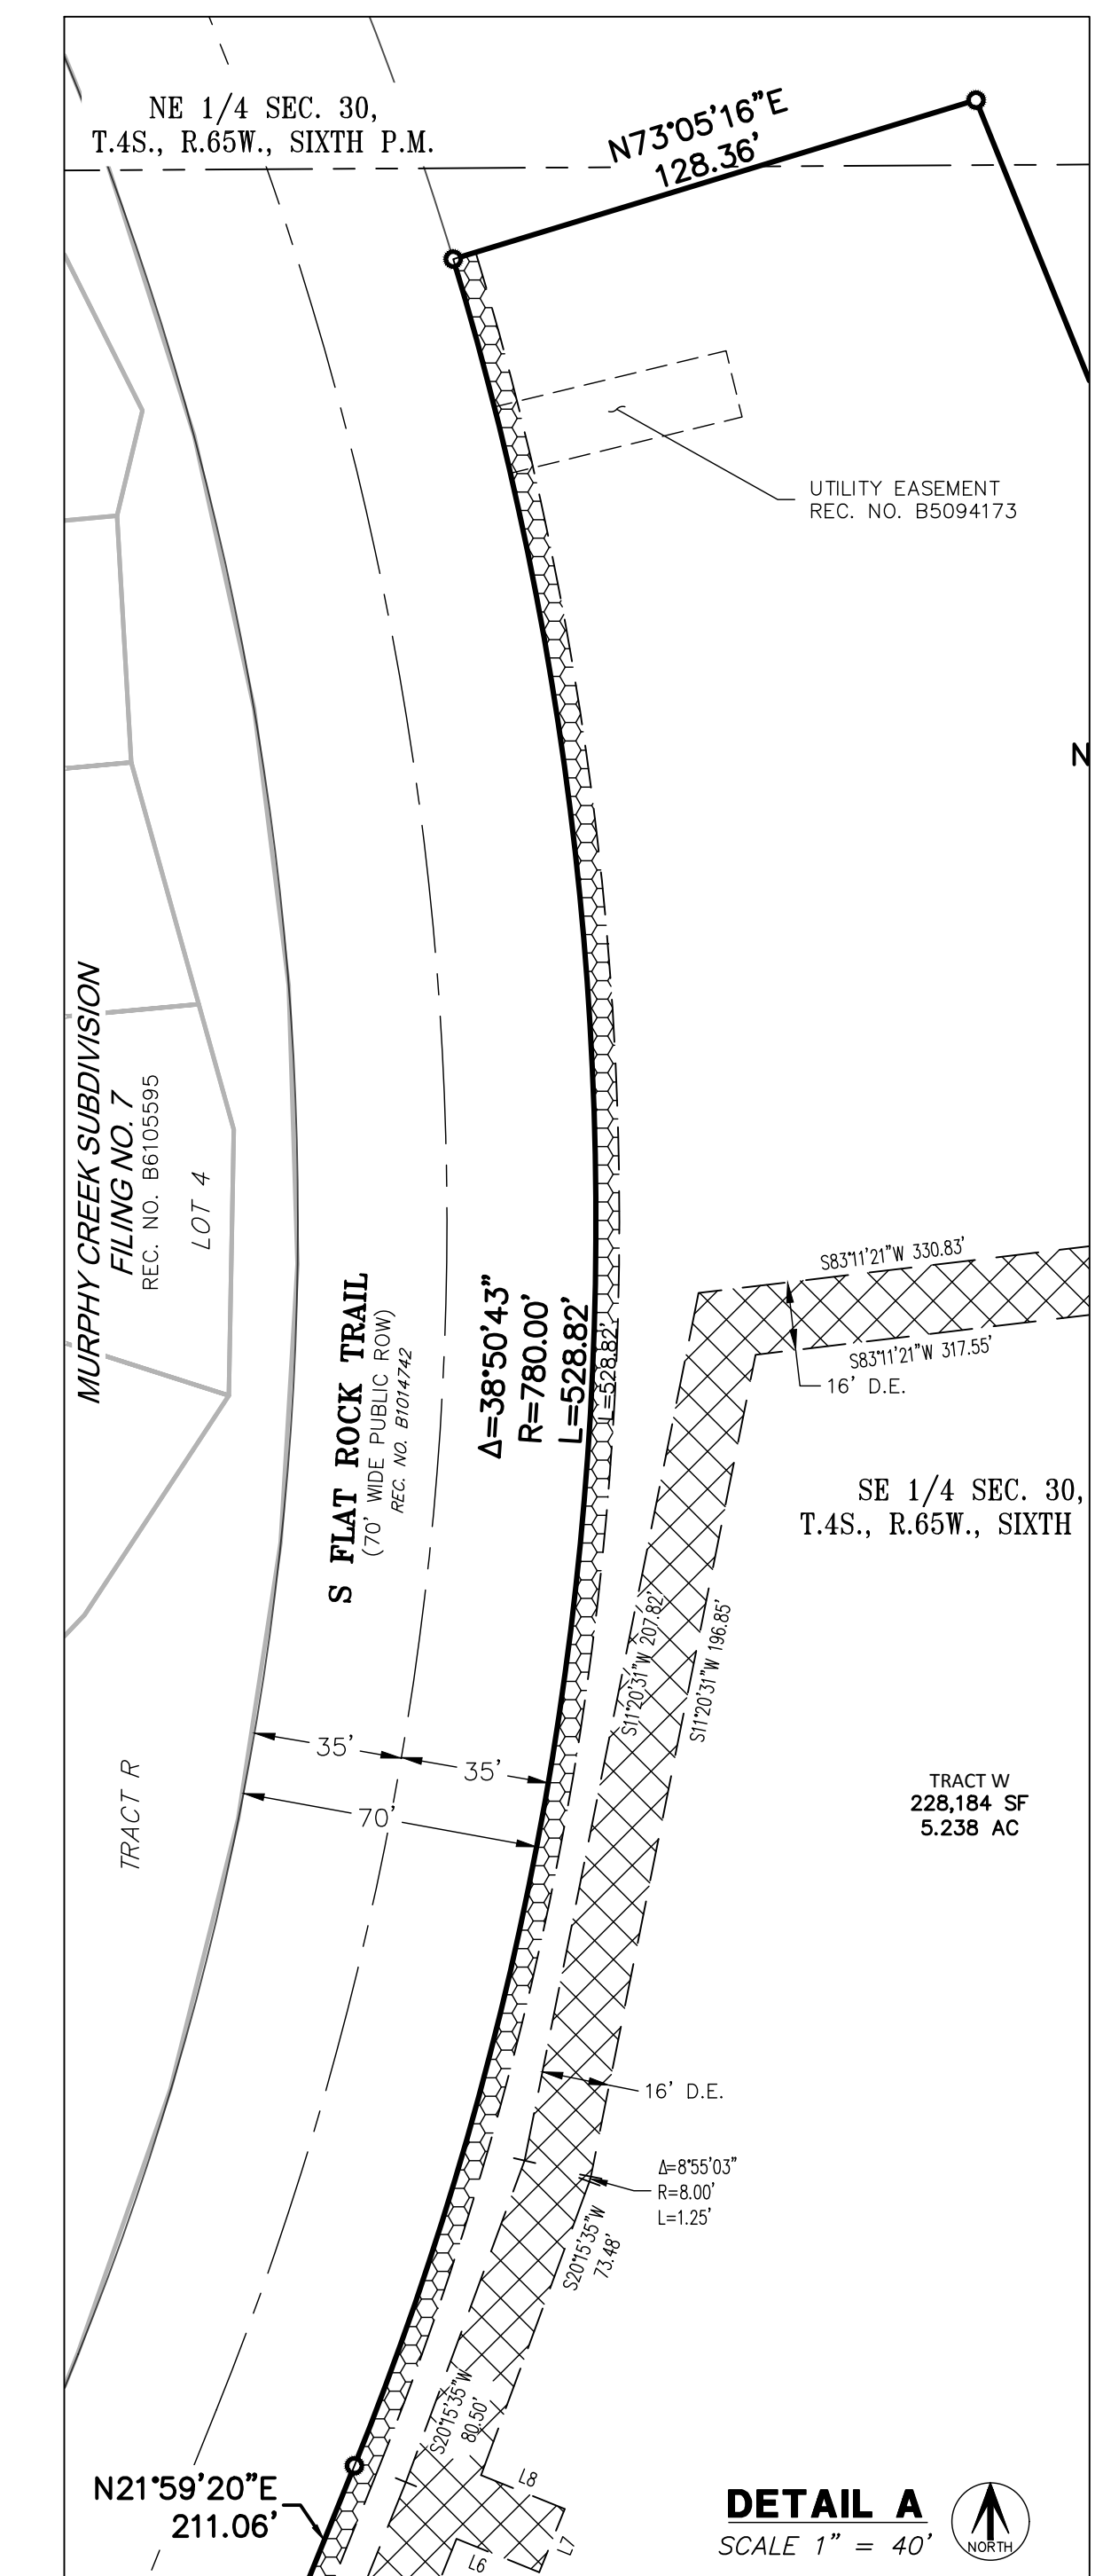 NE 1/4 SEC. 30,
T.4S., R.65W., SIXTH P.M.
N73°05'16"E
128.36'
UTILITY EASEMENT
REC. NO. B5094173
N
MURPHY CREEK SUBDIVISION
FILING NO. 7
REC. NO. B6105595
LOT 4
S FLAT ROCK TRAIL
(70' WIDE PUBLIC ROW)
REC. NO. B1014742
Δ=38°50'43"
R=780.00'
L=528.82'
L=528.82'
S83°11'21"W 330.83'
S83°11'21"W 317.55'
16' D.E.
SE 1/4 SEC. 30,
T.4S., R.65W., SIXTH
S11°20'31"W 207.82'
S11°20'31"W 196.85'
35'
35'
70'
TRACT R
TRACT W
228,184 SF
5.238 AC
16' D.E.
Δ=8°55'03"
R=8.00'
L=1.25'
S20°15'35"W
73.48'
S20°15'35"W
80.50'
L8
L7
L6
N21°59'20"E
211.06'
DETAIL A
SCALE 1" = 40'
NORTH